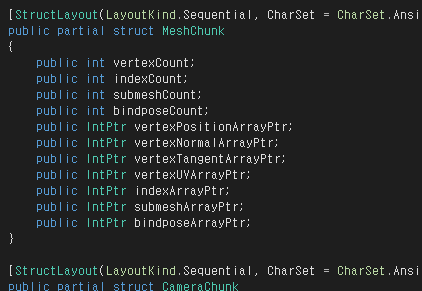 [StructLayout(LayoutKind.Sequential, CharSet = CharSet.Ansi
public partial struct MeshChunk
{
    public int vertexCount;
    public int indexCount;
    public int submeshCount;
    public int bindposeCount;
    public IntPtr vertexPositionArrayPtr;
    public IntPtr vertexNormalArrayPtr;
    public IntPtr vertexTangentArrayPtr;
    public IntPtr vertexUVArrayPtr;
    public IntPtr indexArrayPtr;
    public IntPtr submeshArrayPtr;
    public IntPtr bindposeArrayPtr;
}
[StructLayout(LayoutKind.Sequential, CharSet = CharSet.Ansi
public partial struct CameraChunk